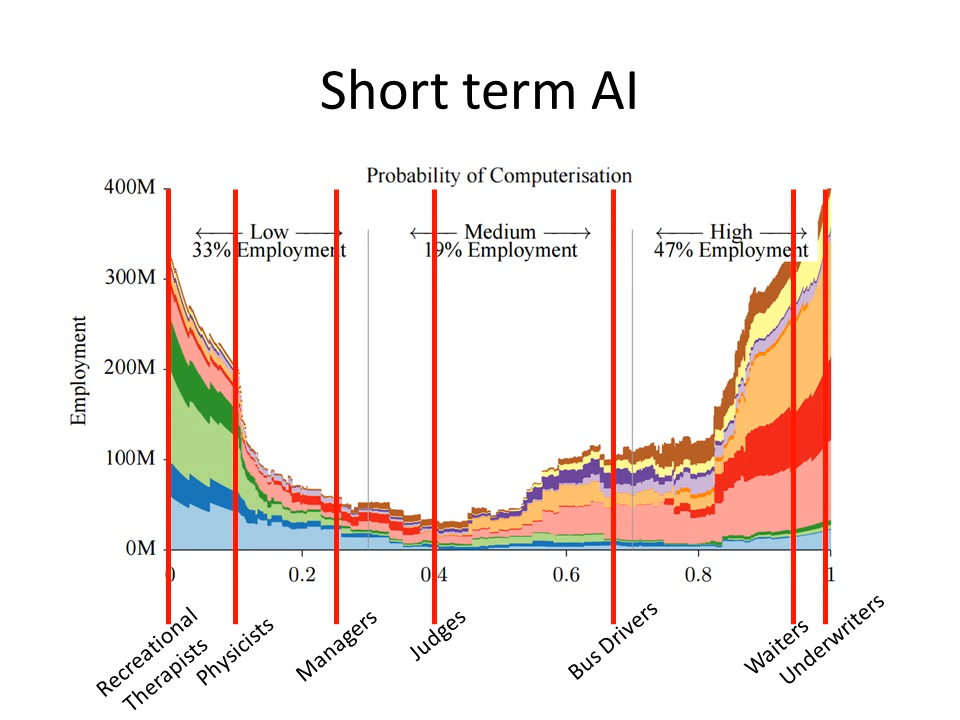 Short term AI
Probability of Computerisation
400M
Low
Medium
High
33% Employment
19% Employment
47% Employment
300M
200M
100M
0M
Employment
0
0.2
0.4
0.6
0.8
1
Recreational
Therapists
Physicists
Managers
Judges
Bus Drivers
Waiters
Underwriters